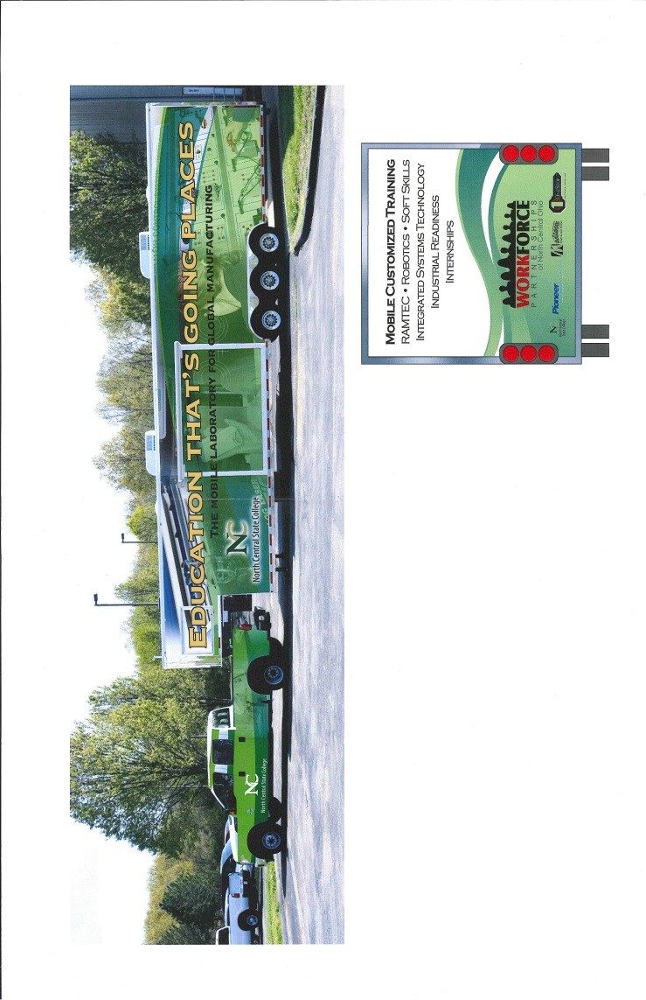 EDUCATION THAT'S GOING PLACES
THE MOBILE LABORATORY FOR GLOBAL MANUFACTURING
NC
North Central State College
NC
North Central State College
MOBILE CUSTOMIZED TRAINING
RAMTEC • ROBOTICS • SOFT SKILLS
INTEGRATED SYSTEMS TECHNOLOGY
INDUSTRIAL READINESS
INTERNSHIPS
WORKFORCE
PARTNERSHIPS
of North Central Ohio
Pioneer